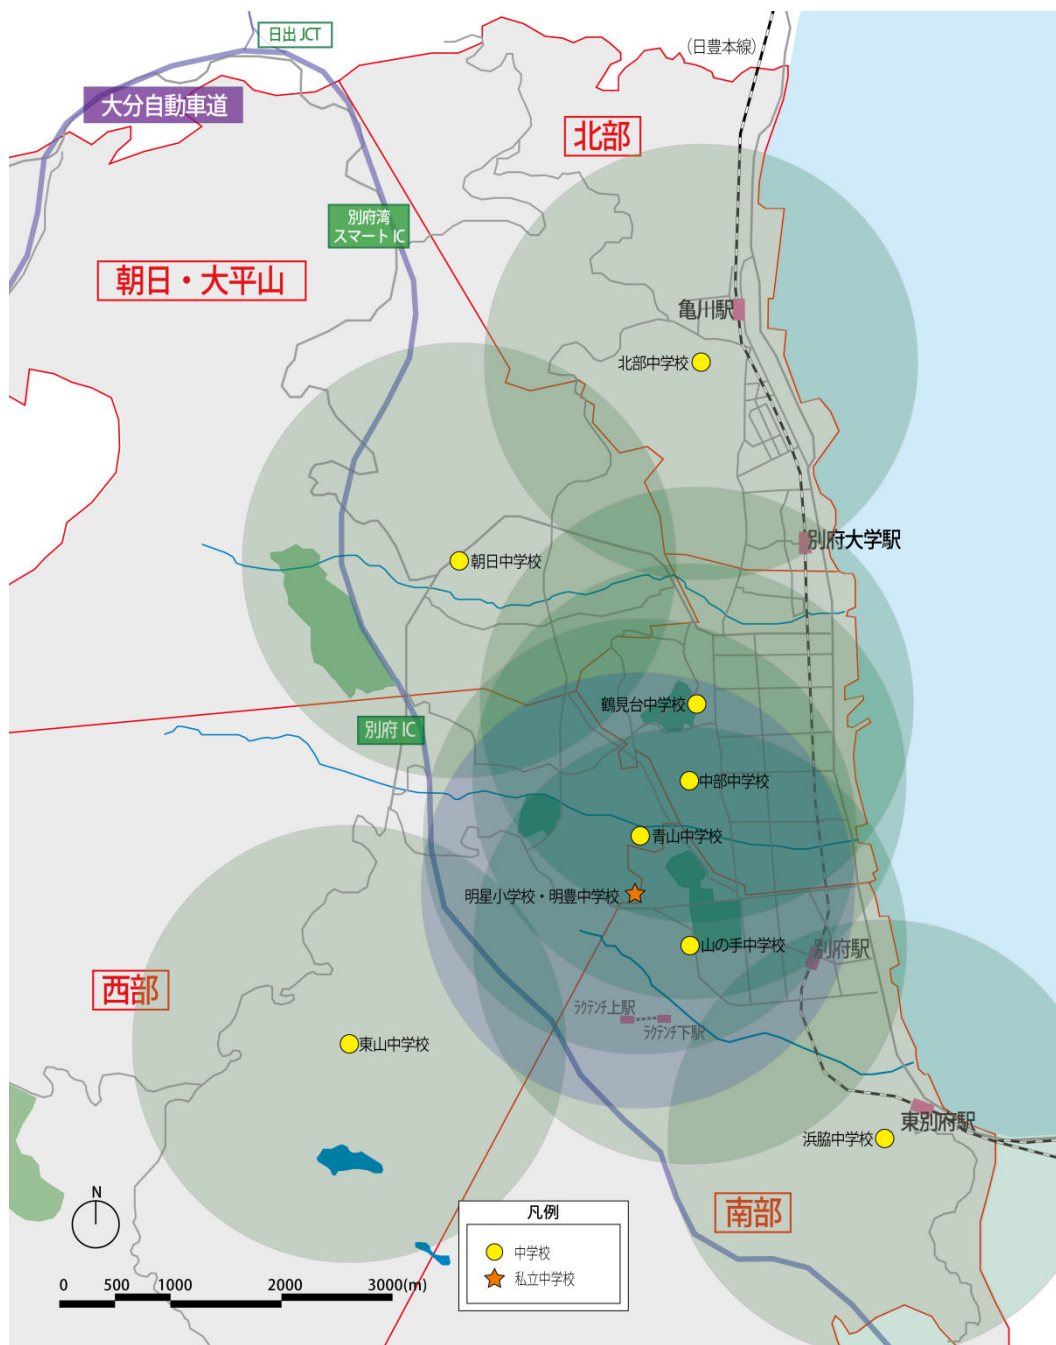 (日豊本線)
日出JCT
大分自動車道
北部
別府湾
スマートIC
朝日・大平山
亀川駅
北部中学校
別府大学駅
朝日中学校
鶴見台中学校
別府IC
中部中学校
青山中学校
明星小学校・明豊中学校
山の手中学校
別府駅
西部
ラクテンチ上駅
ラクテンチ下駅
東山中学校
東別府駅
浜脇中学校
南部
N
凡例
中学校
私立中学校
0 500 1000 2000 3000(m)